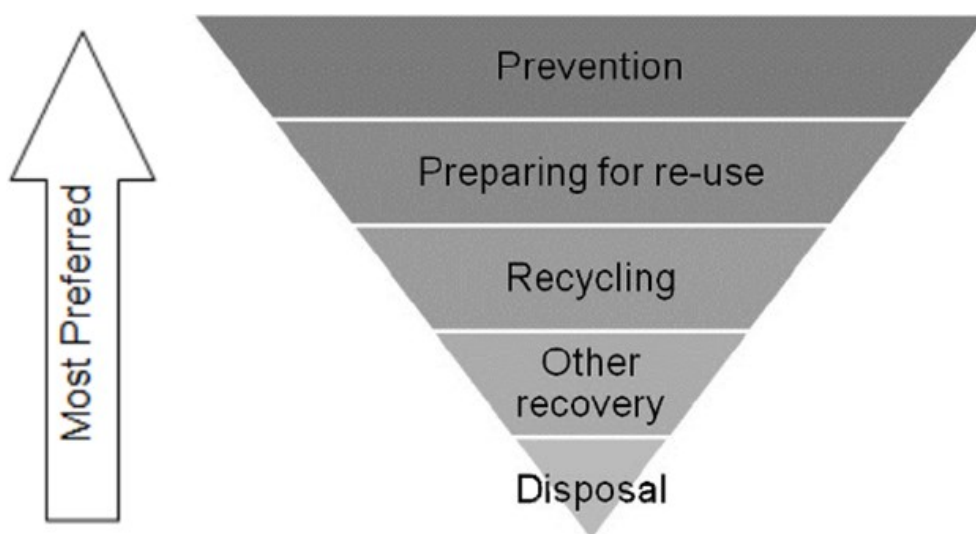 Most Preferred
Prevention
Preparing for re-use
Recycling
Other
recovery
Disposal